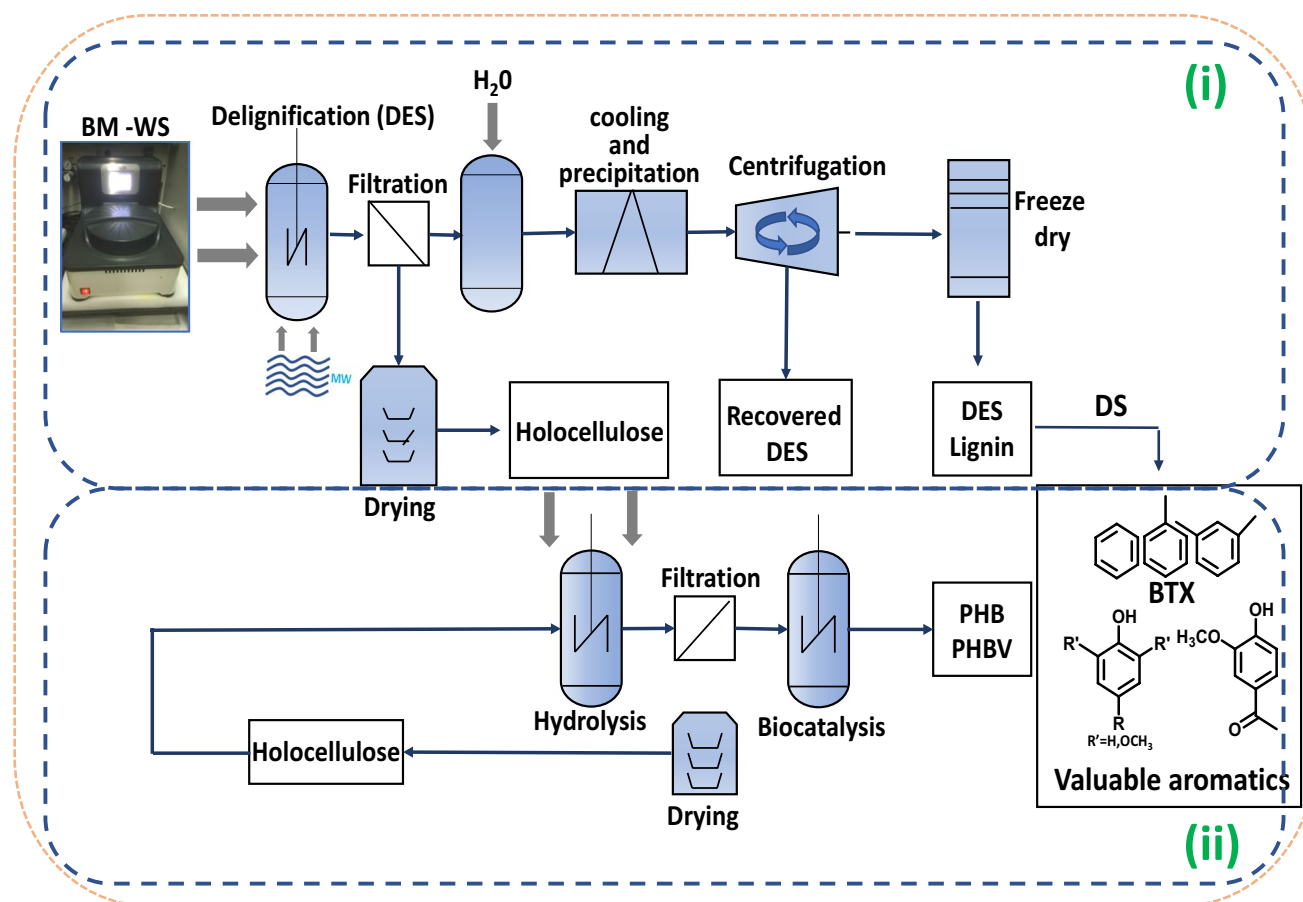 (i)
H₂0
BM -WS
Delignification (DES)
Filtration
cooling
and
precipitation
Centrifugation
Freeze
dry
MW
Drying
Holocellulose
Recovered
DES
DES
Lignin
DS
BTX
OH
R'
R'
R
R'=H,OCH₃
OH
H₃CO
O
Valuable aromatics
Hydrolysis
Filtration
Biocatalysis
PHB
PHBV
Holocellulose
Drying
(ii)